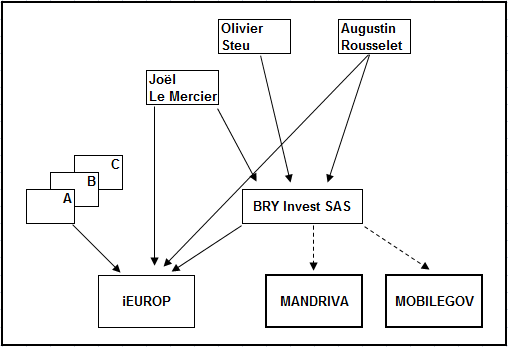 Olivier
Steu
Augustin
Rousselet
Joël
Le Mercier
C
B
A
BRY Invest SAS
iEUROP
MANDRIVA
MOBILEGOV